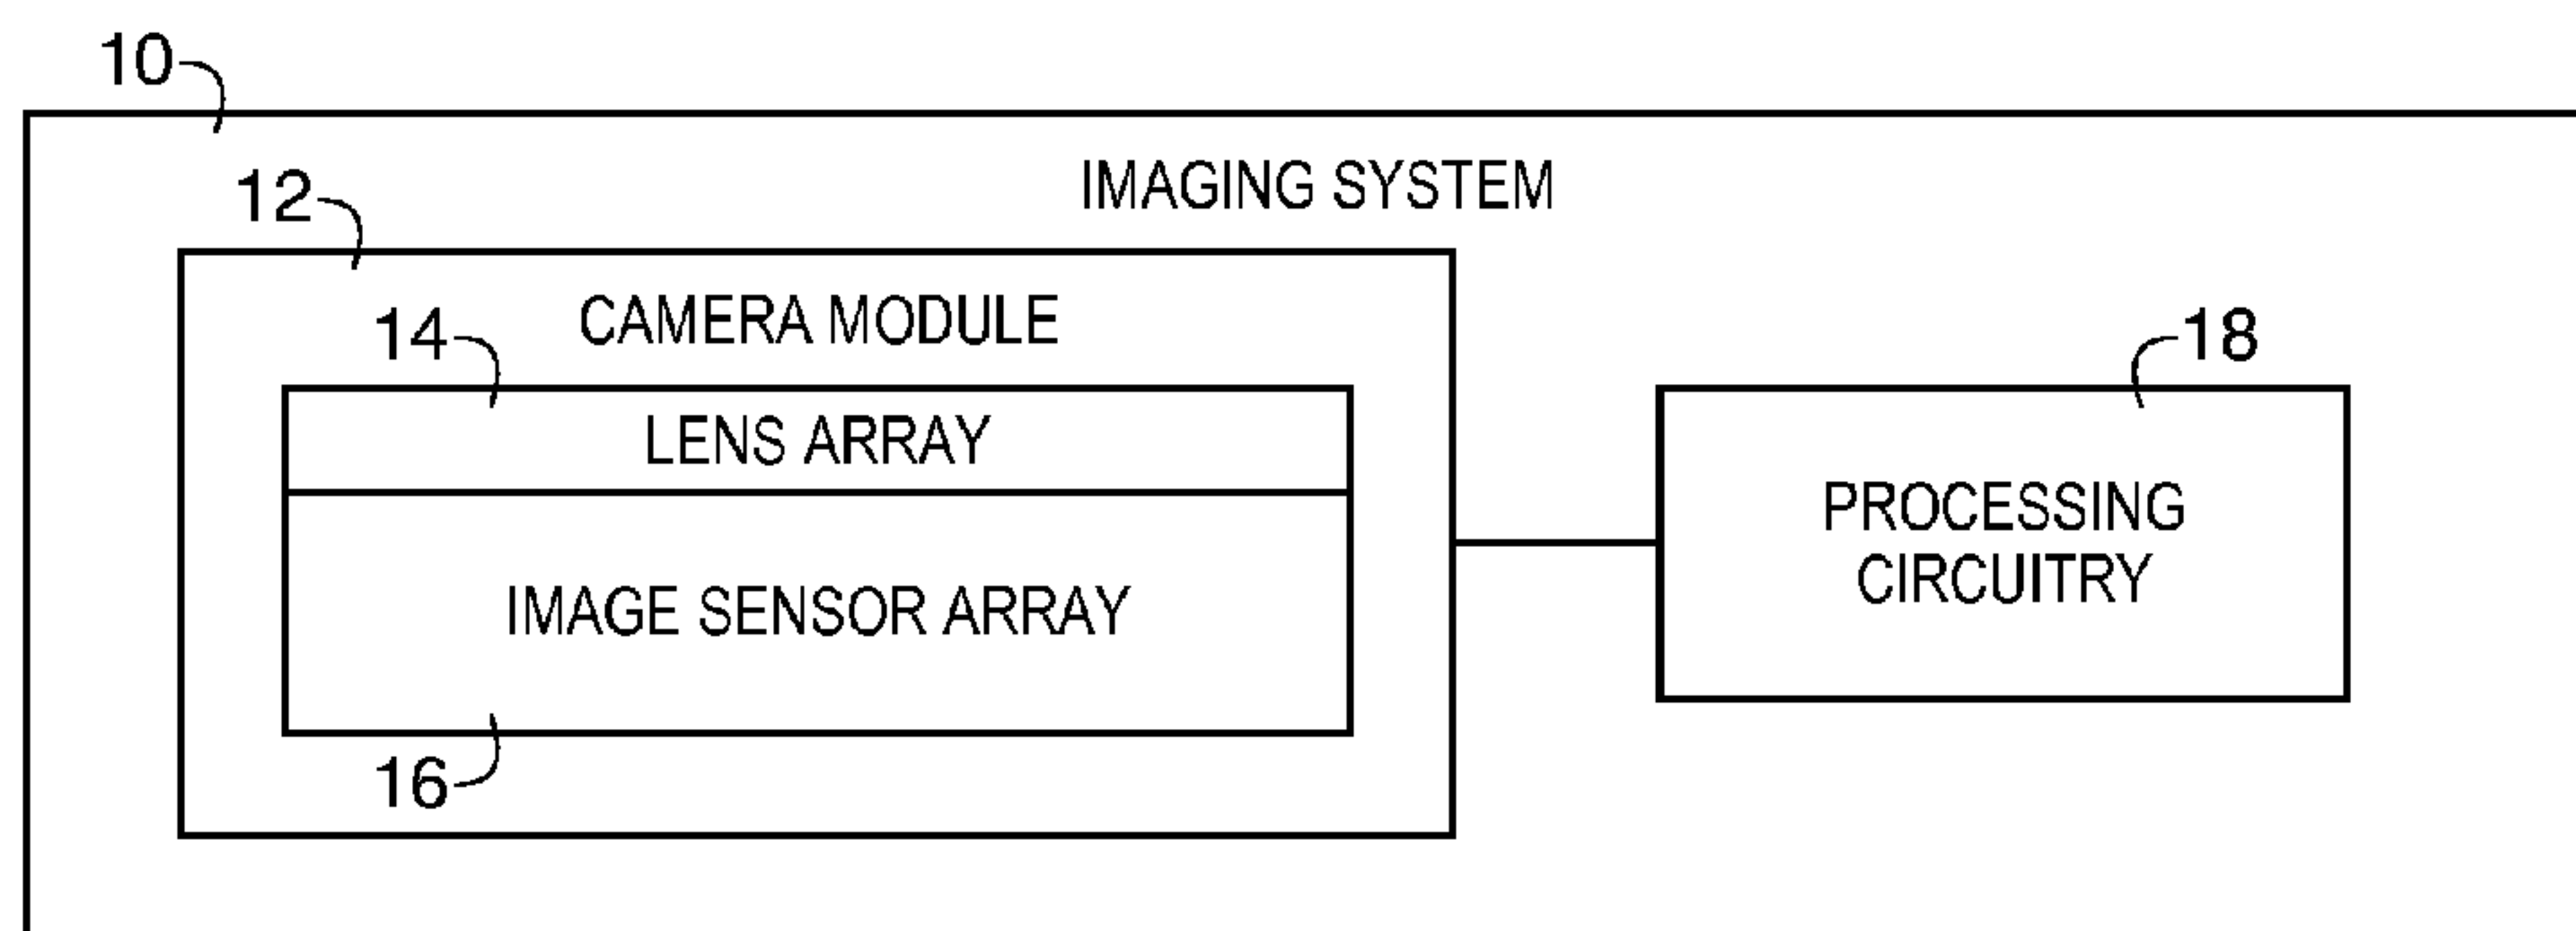 10
IMAGING SYSTEM
12
CAMERA MODULE
14
18
LENS ARRAY
PROCESSING
CIRCUITRY
IMAGE SENSOR ARRAY
16